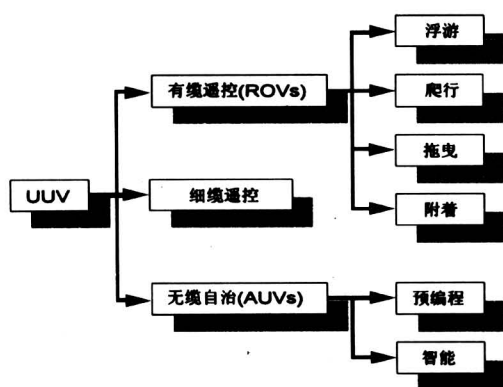 浮游
有缆遥控(ROVs)
爬行
拖曳
UUV
细缆遥控
附着
无缆自治(AUVs)
预编程
智能